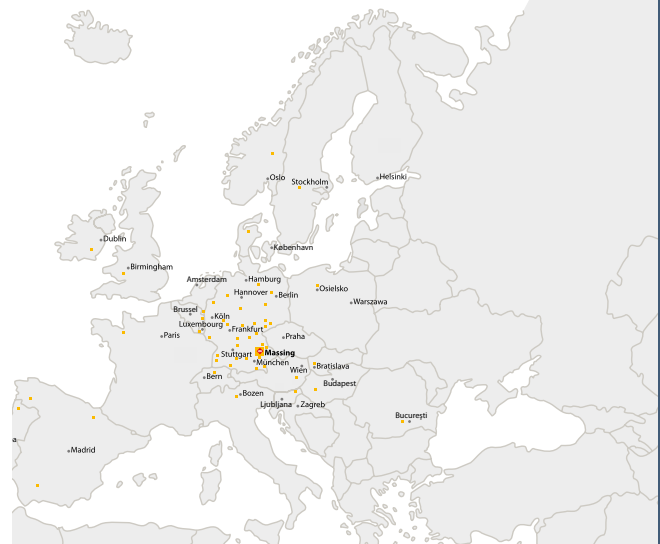 Oslo
Stockholm
Helsinki
Dublin
København
Birmingham
Amsterdam
Hamburg
Osielsko
Hannover
Berlin
Warszawa
Brussel
Köln
Luxembourg
Frankfurt
Paris
Praha
Stuttgart
Massing
München
Wien
Bratislava
Bern
Budapest
Bozen
Ljubljana
Zagreb
București
a
Madrid